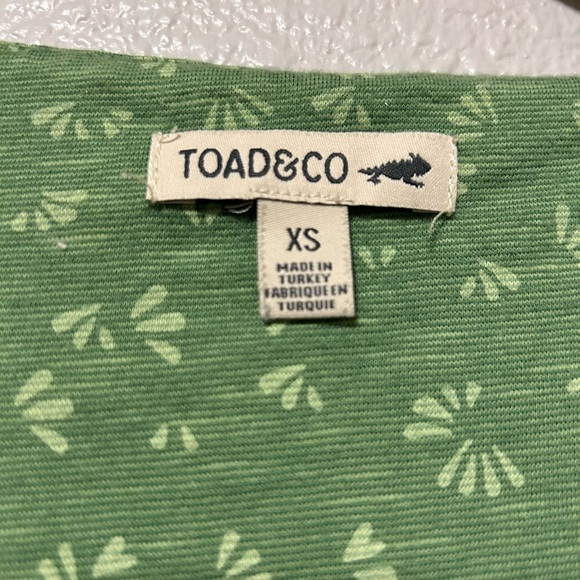 TOAD&CO
XS
MADE IN
TURKEY
FABRIQUE EN
TURQUIE